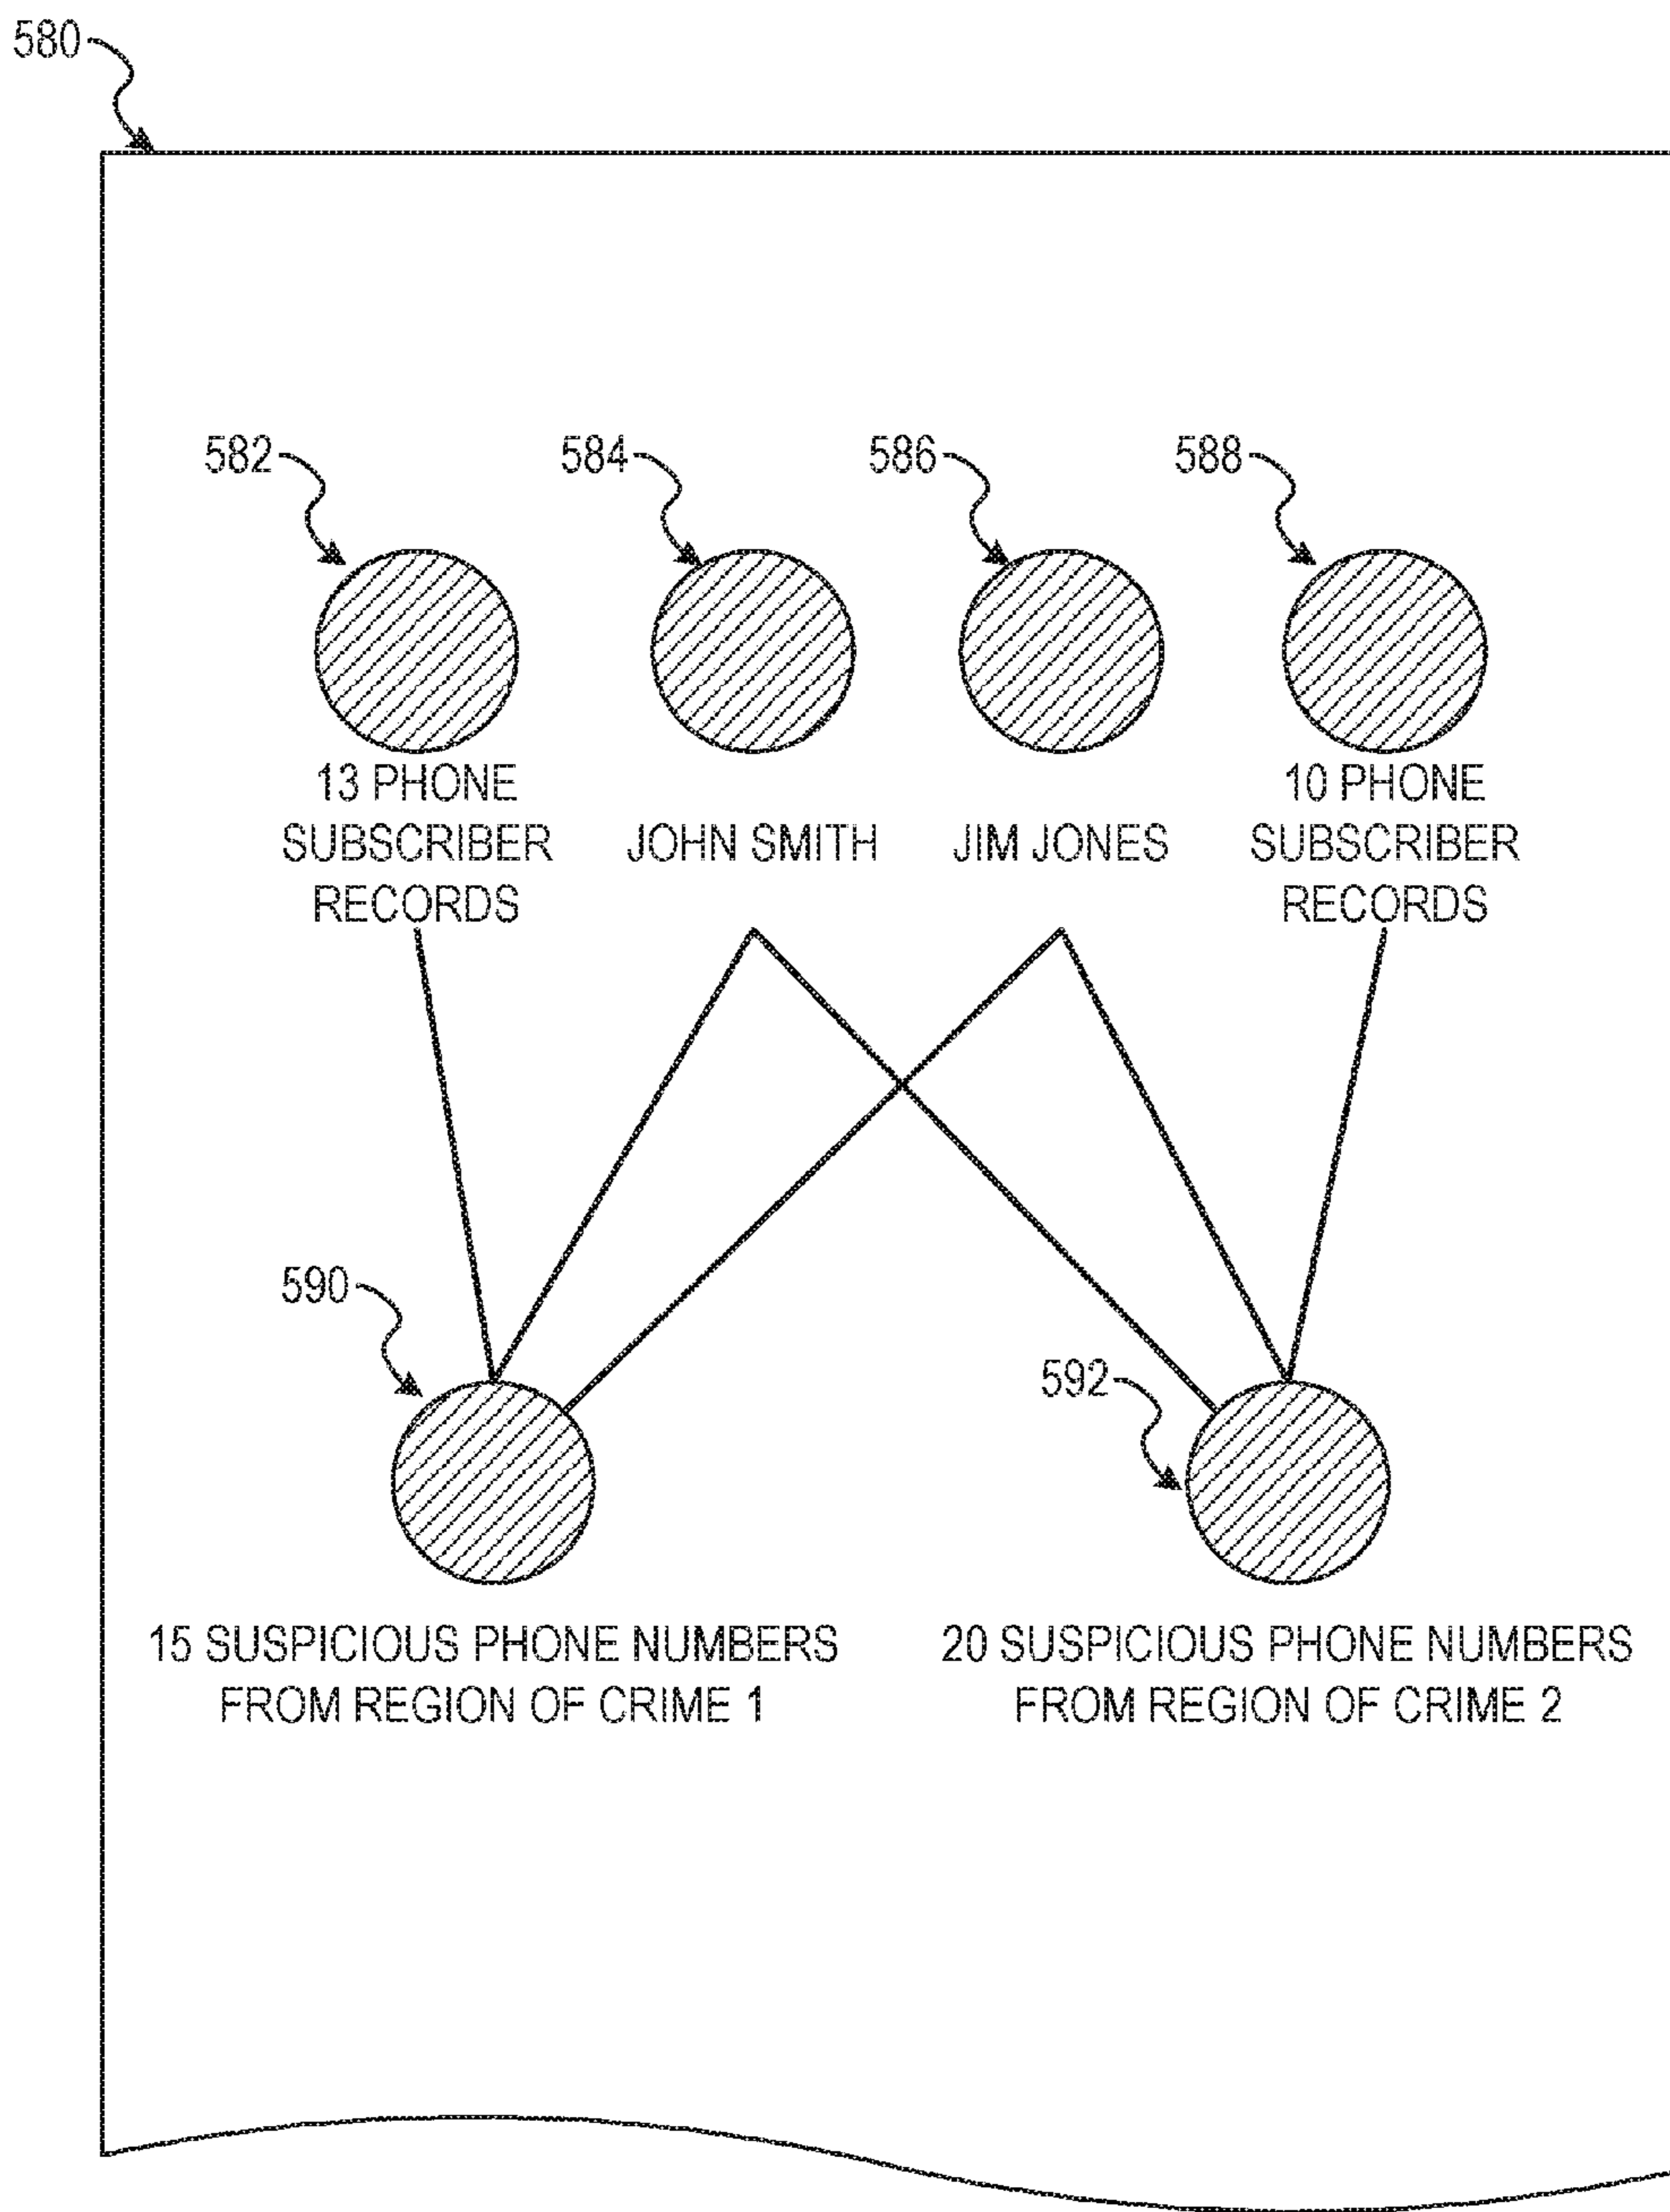 580
582
584
586
588
13 PHONE
SUBSCRIBER
RECORDS
JOHN SMITH
JIM JONES
10 PHONE
SUBSCRIBER
RECORDS
590
592
15 SUSPICIOUS PHONE NUMBERS
FROM REGION OF CRIME 1
20 SUSPICIOUS PHONE NUMBERS
FROM REGION OF CRIME 2